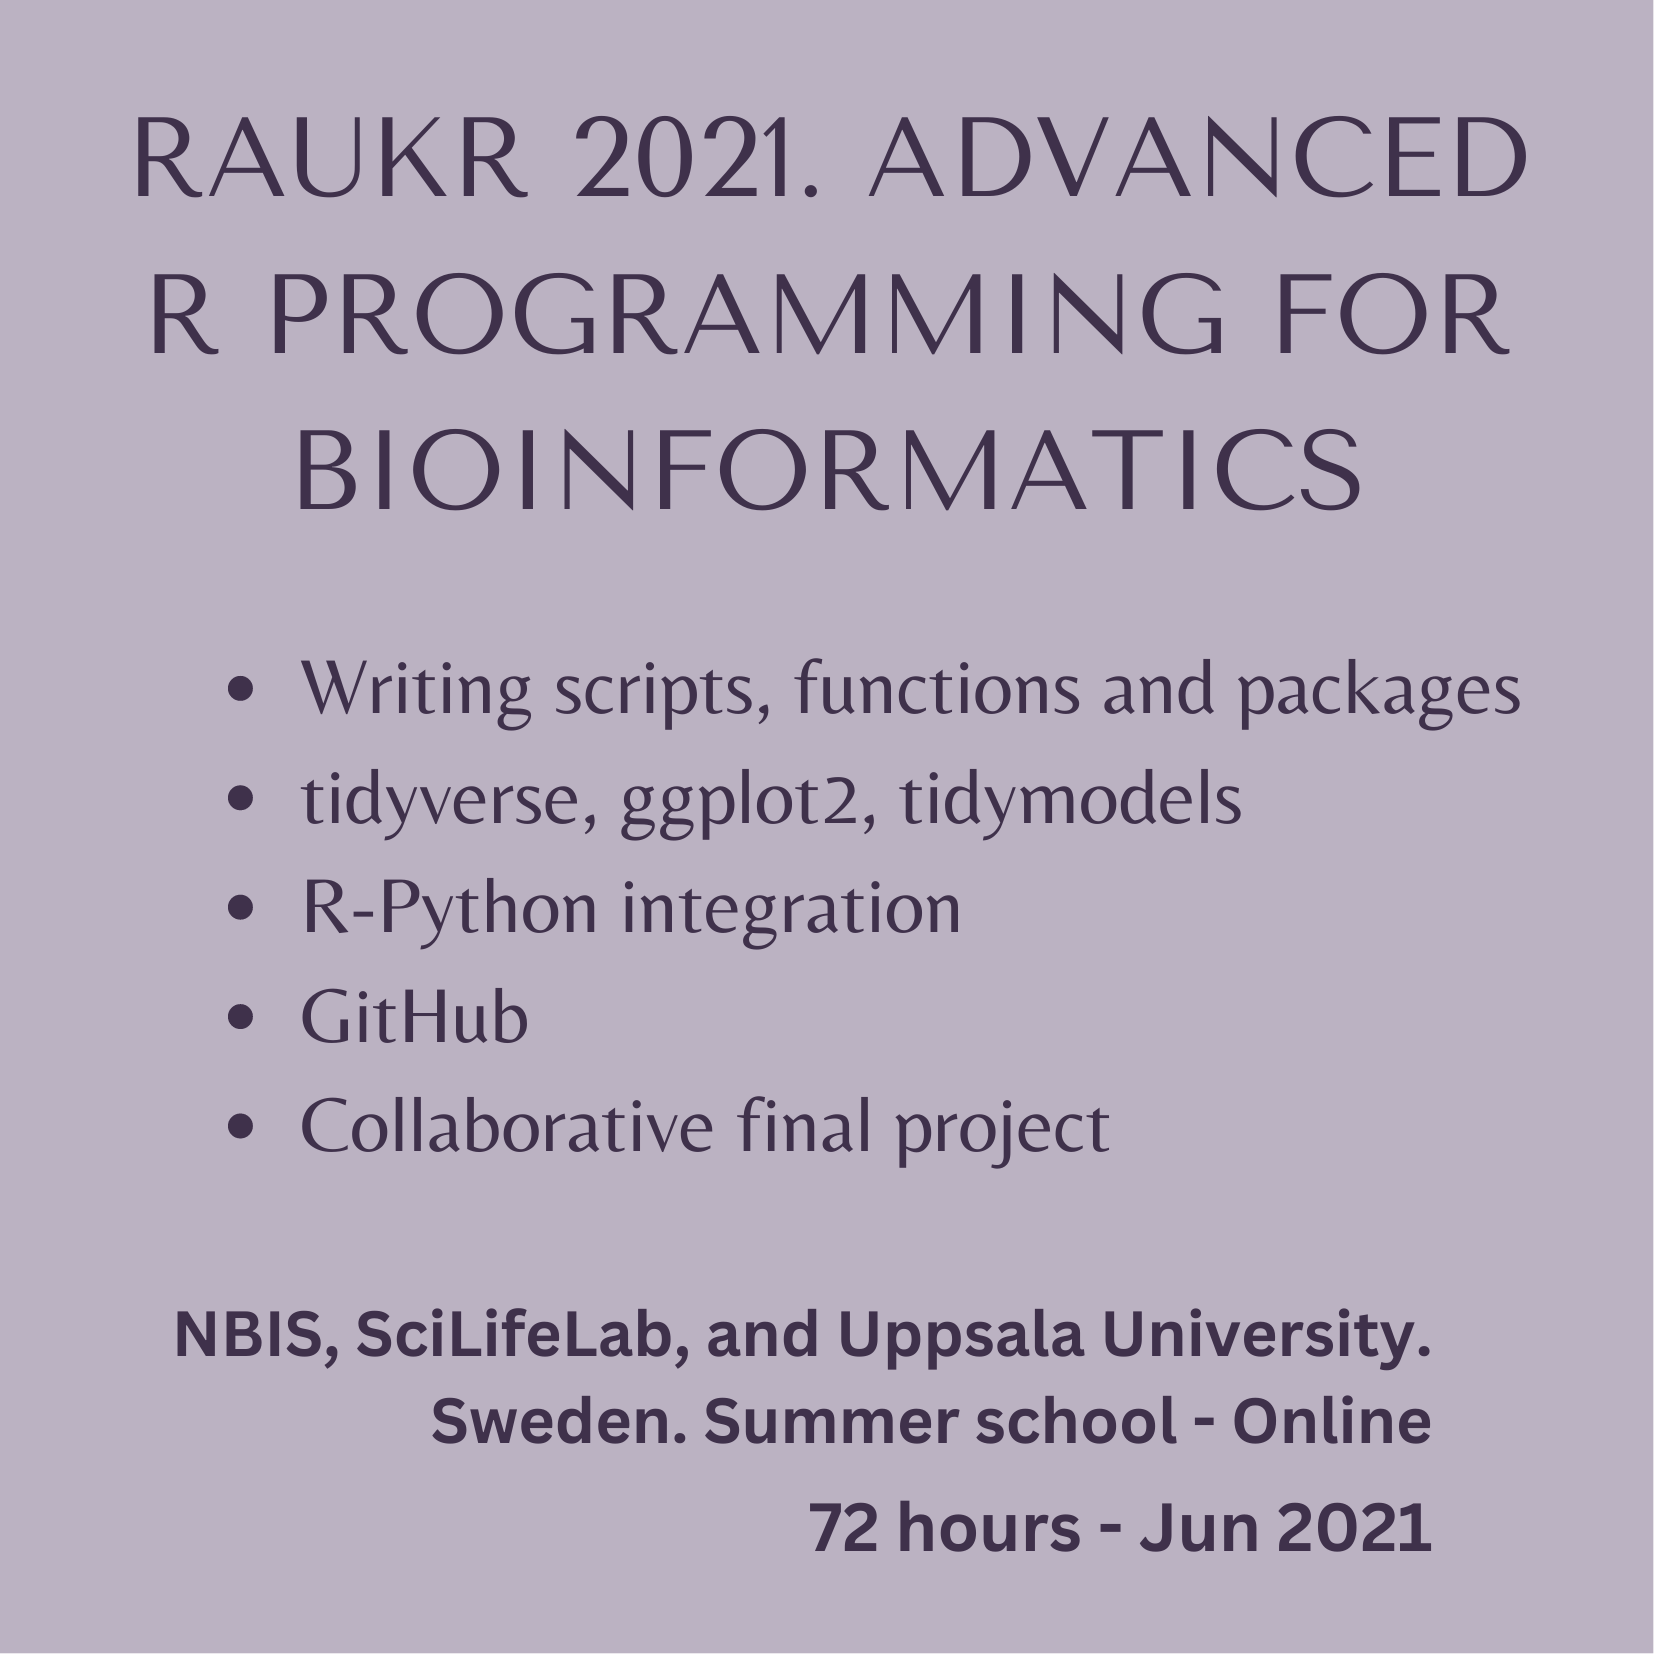 RAUKR 2021. ADVANCED
R PROGRAMMING FOR
BIOINFORMATICS
• Writing scripts, functions and packages
• tidyverse, ggplot2, tidymodels
• R-Python integration
• GitHub
• Collaborative final project
NBIS, SciLifeLab, and Uppsala University.
Sweden. Summer school - Online
72 hours - Jun 2021